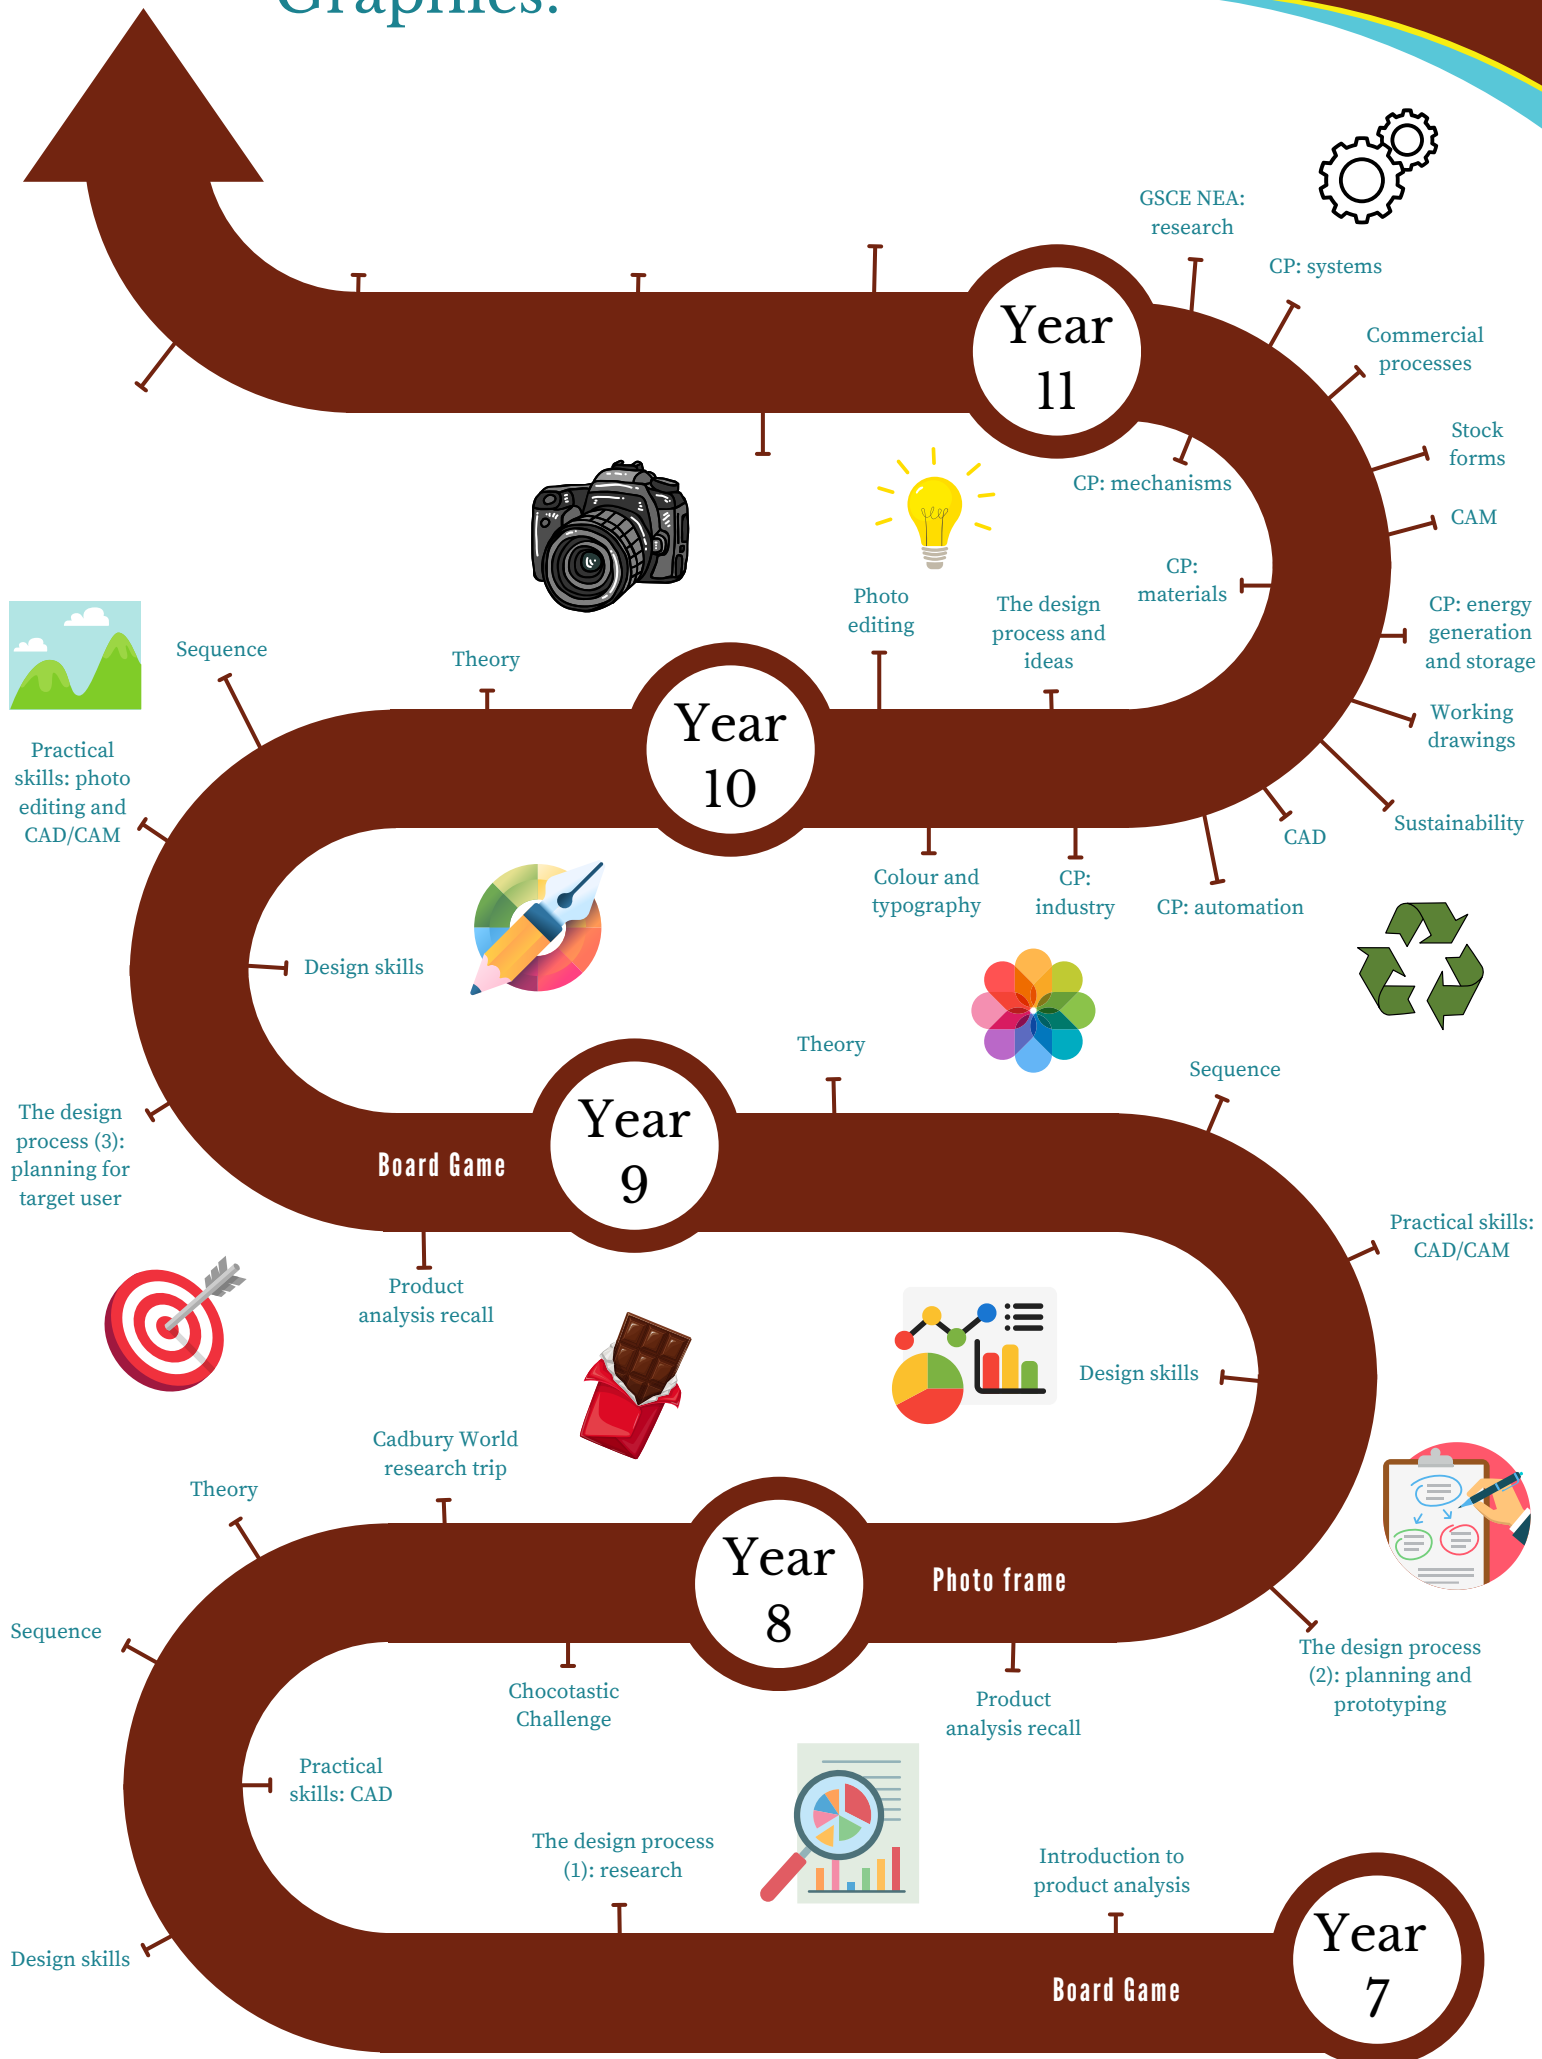 Graphics:
GSCE NEA:
research
CP: systems
Year
11
Commercial
processes
Stock
forms
CP: mechanisms
CAM
CP:
materials
Photo
editing
The design
process and
ideas
CP: energy
generation
and storage
Sequence
Theory
Year
10
Working
drawings
Practical
skills: photo
editing and
CAD/CAM
Sustainability
CAD
Colour and
typography
CP:
industry
CP: automation
Design skills
Theory
Sequence
The design
process (3):
planning for
target user
Board Game
Year
9
Practical skills:
CAD/CAM
Product
analysis recall
Design skills
Cadbury World
research trip
Theory
Year
8
Photo frame
Sequence
The design process
(2): planning and
prototyping
Chocotastic
Challenge
Product
analysis recall
Practical
skills: CAD
The design process
(1): research
Introduction to
product analysis
Design skills
Board Game
Year
7